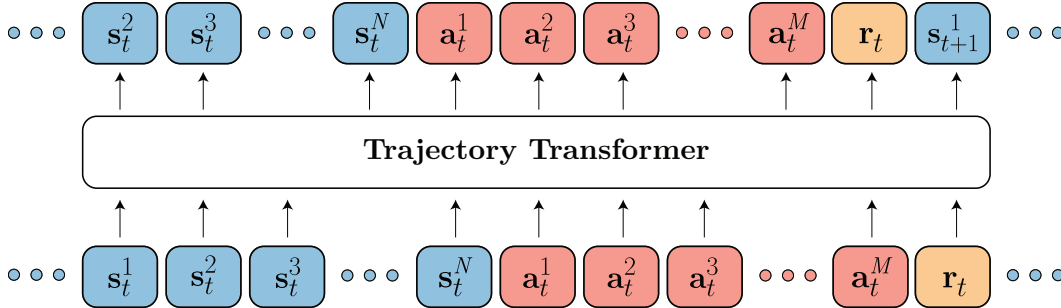 s_t^2 s_t^3 s_t^N a_t^1 a_t^2 a_t^3 a_t^M r_t s_{t+1}^1
Trajectory Transformer
s_t^1 s_t^2 s_t^3 s_t^N a_t^1 a_t^2 a_t^3 a_t^M r_t